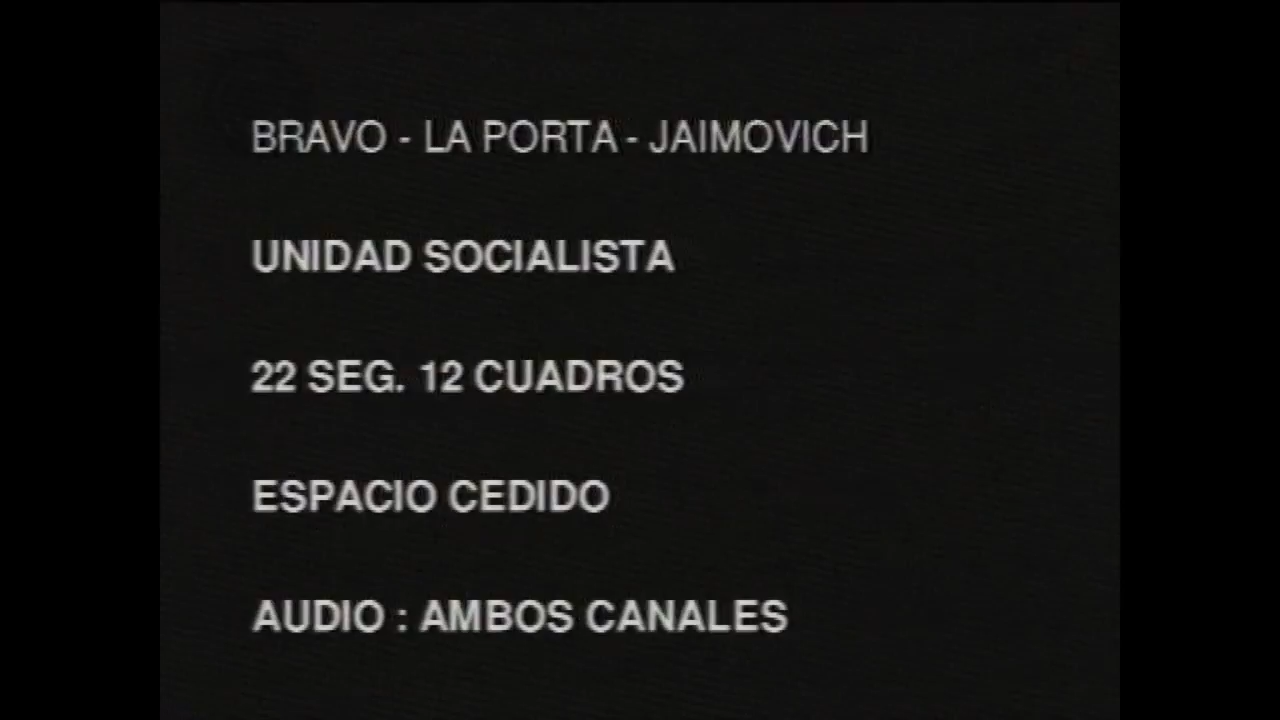 BRAVO - LA PORTA - JAIMOVICH
UNIDAD SOCIALISTA
22 SEG. 12 CUADROS
ESPACIO CEDIDO
AUDIO : AMBOS CANALES